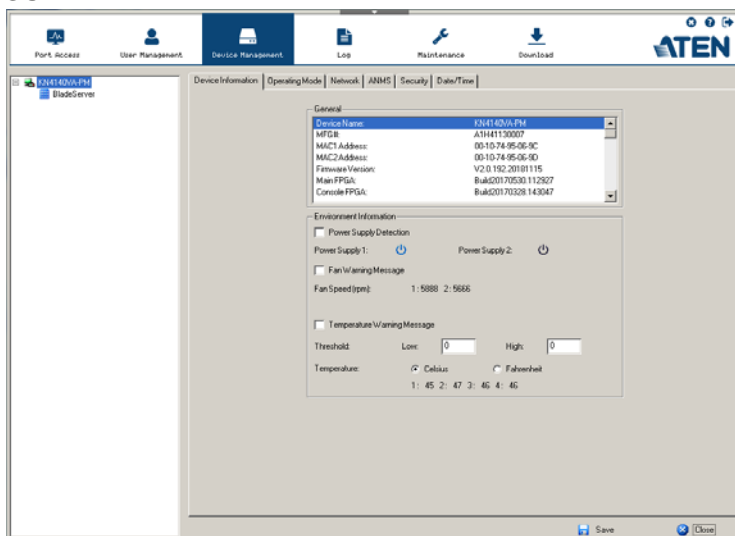 Port Access
User Management
Device Management
Log
Maintenance
Download
ATEN
KN4140VA-PM
BladeServer
Device Information
Operating Mode
Network
ANMS
Security
Date/Time
General
Device Name: KN4140VA-PM
MFG#: A1H41130007
MAC1 Address: 00-10-74-95-06-9C
MAC2 Address: 00-10-74-95-06-9D
Firmware Version: V2.0.192.20181115
Main FPGA: Build20170530.112927
Console FPGA: Build20170328.143047
Environment Information
Power Supply Detection
Power Supply 1: Power Supply 2:
Fan Warning Message
Fan Speed (rpm): 1: 5888 2: 5666
Temperature Warning Message
Threshold: Low: 0 High: 0
Temperature: Celsius Fahrenheit
1: 45 2: 47 3: 46 4: 46
Save
Close